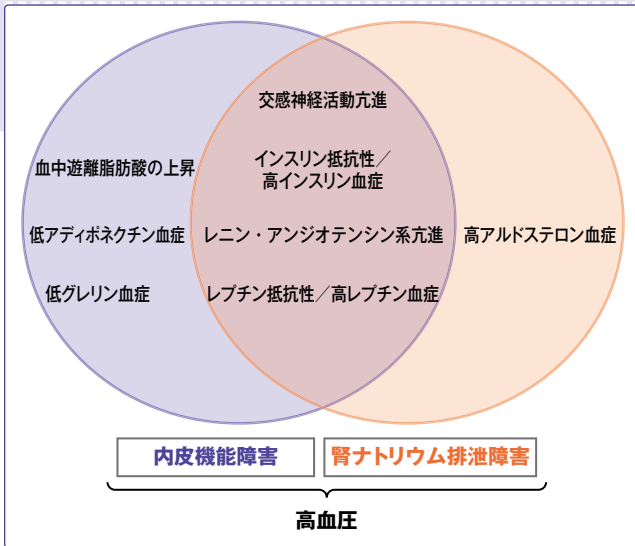 交感神経活動亢進
血中遊離脂肪酸の上昇
インスリン抵抗性／
高インスリン血症
低アディポネクチン血症
レニン・アンジオテンシン系亢進
高アルドステロン血症
低グレリン血症
レプチン抵抗性／高レプチン血症
内皮機能障害
腎ナトリウム排泄障害
高血圧